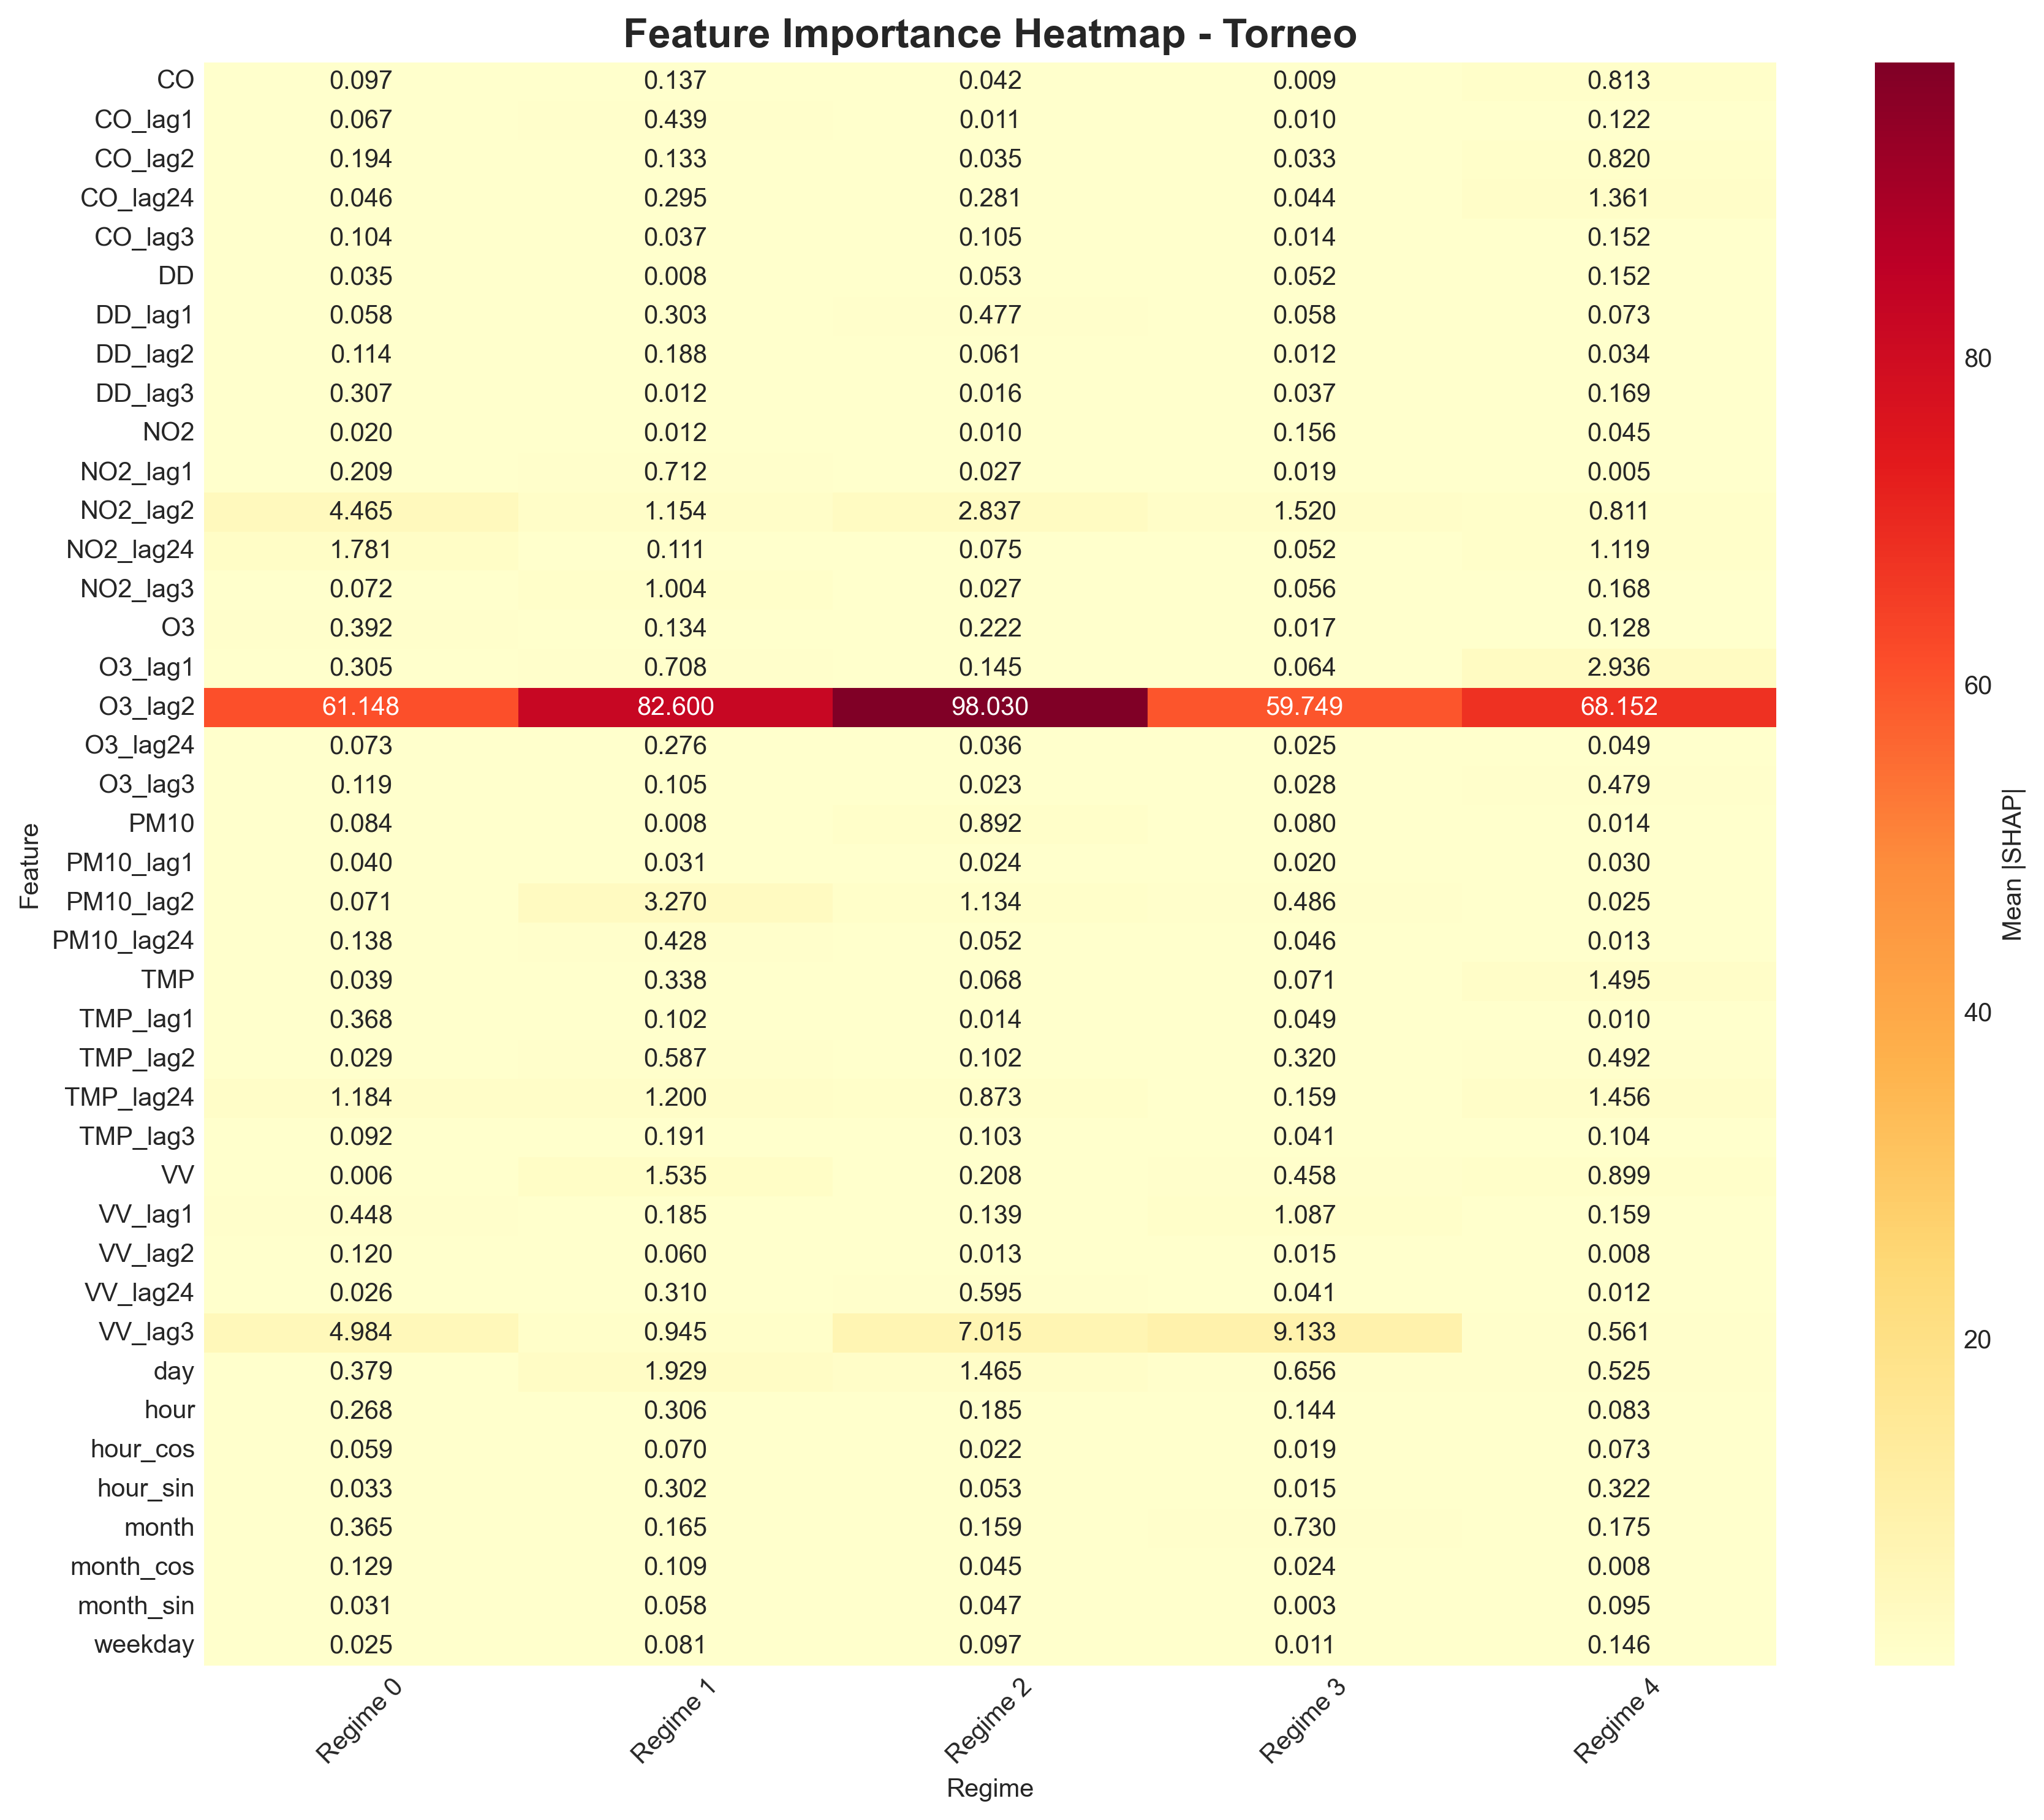 Feature Importance Heatmap - Torneo
CO 0.097 0.137 0.042 0.009 0.813
CO_lag1 0.067 0.439 0.011 0.010 0.122
CO_lag2 0.194 0.133 0.035 0.033 0.820
CO_lag24 0.046 0.295 0.281 0.044 1.361
CO_lag3 0.104 0.037 0.105 0.014 0.152
DD 0.035 0.008 0.053 0.052 0.152
DD_lag1 0.058 0.303 0.477 0.058 0.073
DD_lag2 0.114 0.188 0.061 0.012 0.034
DD_lag3 0.307 0.012 0.016 0.037 0.169
NO2 0.020 0.012 0.010 0.156 0.045
NO2_lag1 0.209 0.712 0.027 0.019 0.005
NO2_lag2 4.465 1.154 2.837 1.520 0.811
NO2_lag24 1.781 0.111 0.075 0.052 1.119
NO2_lag3 0.072 1.004 0.027 0.056 0.168
O3 0.392 0.134 0.222 0.017 0.128
O3_lag1 0.305 0.708 0.145 0.064 2.936
O3_lag2 61.148 82.600 98.030 59.749 68.152
O3_lag24 0.073 0.276 0.036 0.025 0.049
O3_lag3 0.119 0.105 0.023 0.028 0.479
PM10 0.084 0.008 0.892 0.080 0.014
PM10_lag1 0.040 0.031 0.024 0.020 0.030
PM10_lag2 0.071 3.270 1.134 0.486 0.025
PM10_lag24 0.138 0.428 0.052 0.046 0.013
TMP 0.039 0.338 0.068 0.071 1.495
TMP_lag1 0.368 0.102 0.014 0.049 0.010
TMP_lag2 0.029 0.587 0.102 0.320 0.492
TMP_lag24 1.184 1.200 0.873 0.159 1.456
TMP_lag3 0.092 0.191 0.103 0.041 0.104
VV 0.006 1.535 0.208 0.458 0.899
VV_lag1 0.448 0.185 0.139 1.087 0.159
VV_lag2 0.120 0.060 0.013 0.015 0.008
VV_lag24 0.026 0.310 0.595 0.041 0.012
VV_lag3 4.984 0.945 7.015 9.133 0.561
day 0.379 1.929 1.465 0.656 0.525
hour 0.268 0.306 0.185 0.144 0.083
hour_cos 0.059 0.070 0.022 0.019 0.073
hour_sin 0.033 0.302 0.053 0.015 0.322
month 0.365 0.165 0.159 0.730 0.175
month_cos 0.129 0.109 0.045 0.024 0.008
month_sin 0.031 0.058 0.047 0.003 0.095
weekday 0.025 0.081 0.097 0.011 0.146
Feature
Regime 0 Regime 1 Regime 2 Regime 3 Regime 4
Regime
80
60
40
20
Mean |SHAP|